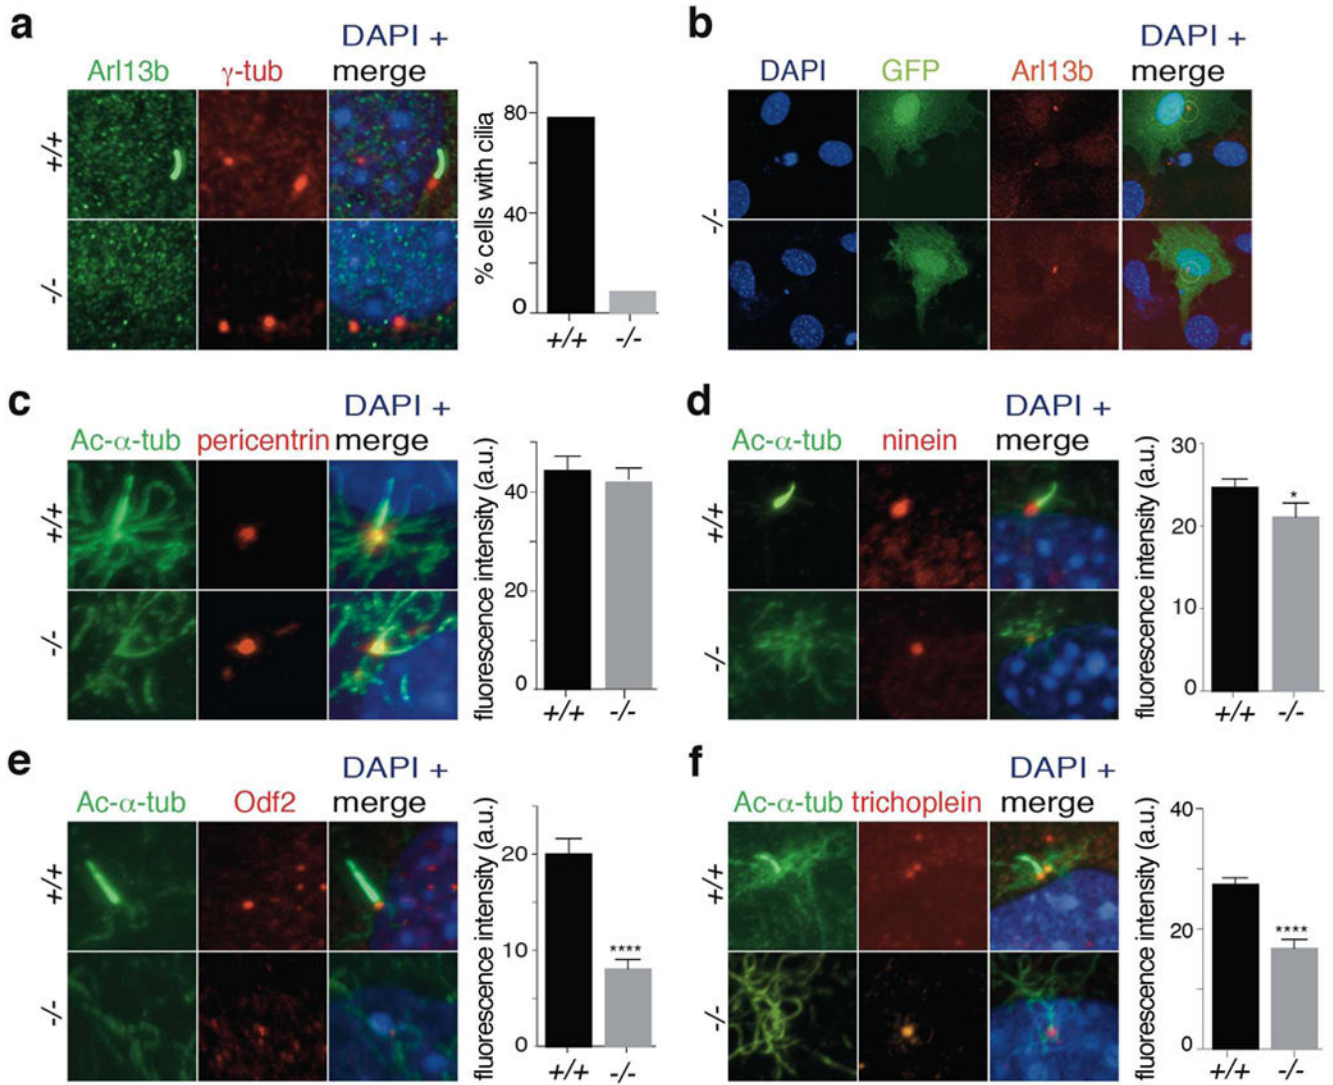 a
Arl13b γ-tub DAPI + merge
+/+
-/-
% cells with cilia
80
40
0
+/+ -/-
b
DAPI GFP Arl13b DAPI + merge
-/-
c
Ac-α-tub pericentrin DAPI + merge
+/+
-/-
fluorescence intensity (a.u.)
40
20
0
+/+ -/-
d
Ac-α-tub ninein DAPI + merge
+/+
-/-
fluorescence intensity (a.u.)
30
20
10
0
*
+/+ -/-
e
Ac-α-tub Odf2 DAPI + merge
+/+
-/-
fluorescence intensity (a.u.)
20
10
0
****
+/+ -/-
f
Ac-α-tub trichoplein DAPI + merge
+/+
-/-
fluorescence intensity (a.u.)
40
20
0
****
+/+ -/-